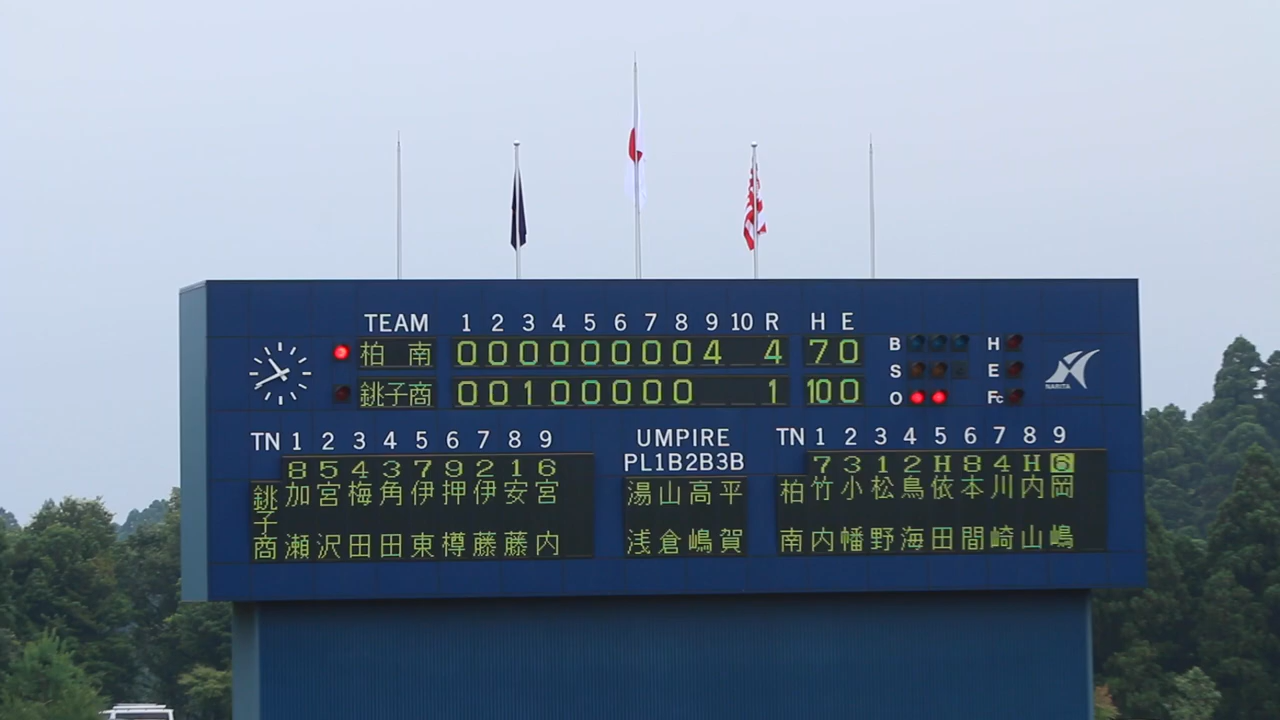 TEAM 1 2 3 4 5 6 7 8 9 10 R H E
柏南 0 0 0 0 0 0 0 0 4 4 7 0 B H
銚子商 0 0 1 0 0 0 0 0 1 10 0 S E
O Fc
NARITA
TN 1 2 3 4 5 6 7 8 9
8 5 4 3 7 9 2 1 6
銚子商 加瀬 宮沢 梅田 角田 伊東 押樽 伊藤 安藤 宮内
UMPIRE
PL 1B 2B 3B
湯浅 山倉 高嶋 平賀
TN 1 2 3 4 5 6 7 8 9
7 3 1 2 H 8 4 H 6
柏南 竹内 小幡 松野 鳥海 依田 本間 川崎 内山 岡嶋